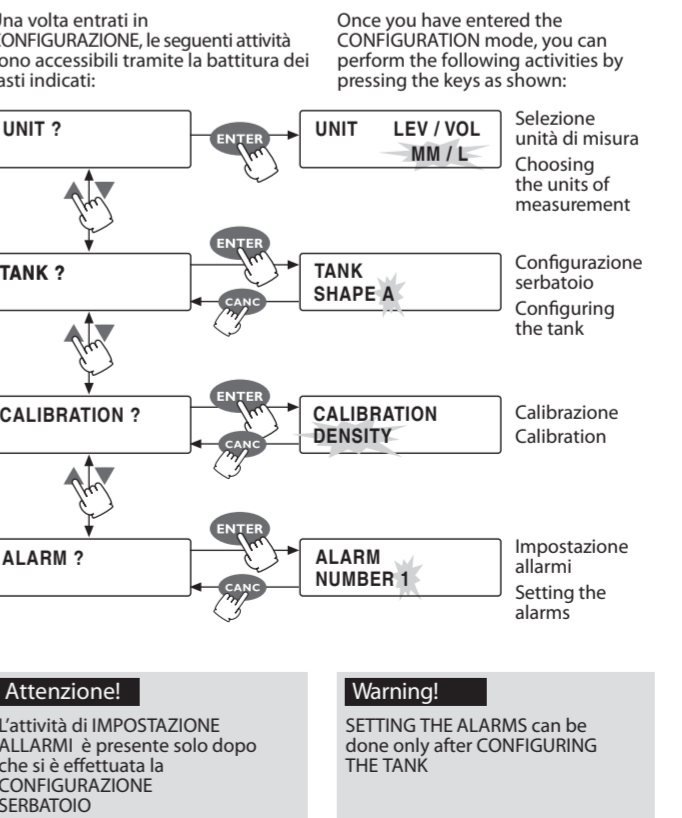 Una volta entrati in
CONFIGURAZIONE, le seguenti attività
sono accessibili tramite la battitura dei
tasti indicati:
Once you have entered the
CONFIGURATION mode, you can
perform the following activities by
pressing the keys as shown:
UNIT ?
ENTER
UNIT LEV / VOL
MM / L
Selezione
unità di misura
Choosing
the units of
measurement
TANK ?
ENTER
CANC
TANK
SHAPE A
Configurazione
serbatoio
Configuring
the tank
CALIBRATION ?
ENTER
CANC
CALIBRATION
DENSITY
Calibrazione
Calibration
ALARM ?
ENTER
CANC
ALARM
NUMBER 1
Impostazione
allarmi
Setting the
alarms
Attenzione!
L'attività di IMPOSTAZIONE
ALLARMI è presente solo dopo
che si è effettuata la
CONFIGURAZIONE
SERBATOIO
Warning!
SETTING THE ALARMS can be
done only after CONFIGURING
THE TANK